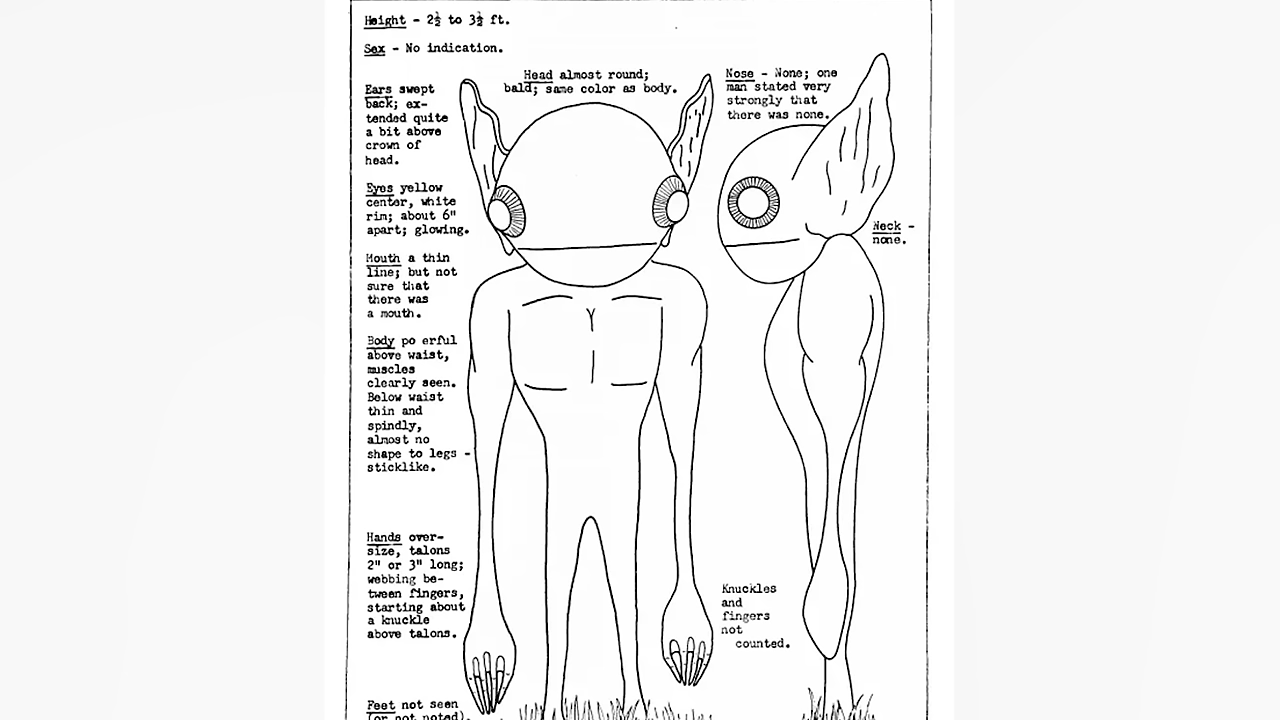 Height - 2½ to 3½ ft.
Sex - No indication.
Head almost round;
bald; same color as body.
Nose - None; one
man stated very
strongly that
there was none.
Ears swept
back; ex-
tended quite
a bit above
crown of
head.
Eyes yellow
center, white
rim; about 6"
apart; glowing.
Neck -
none.
Mouth a thin
line; but not
sure that
there was
a mouth.
Body po erful
above waist,
muscles
clearly seen.
Below waist
thin and
spindly,
almost no
shape to legs -
sticklike.
Hands over-
size, talons
2" or 3" long;
webbing be-
tween fingers,
starting about
a knuckle
above talons.
Knuckles
and
fingers
not
counted.
Feet not seen
(or not noted).